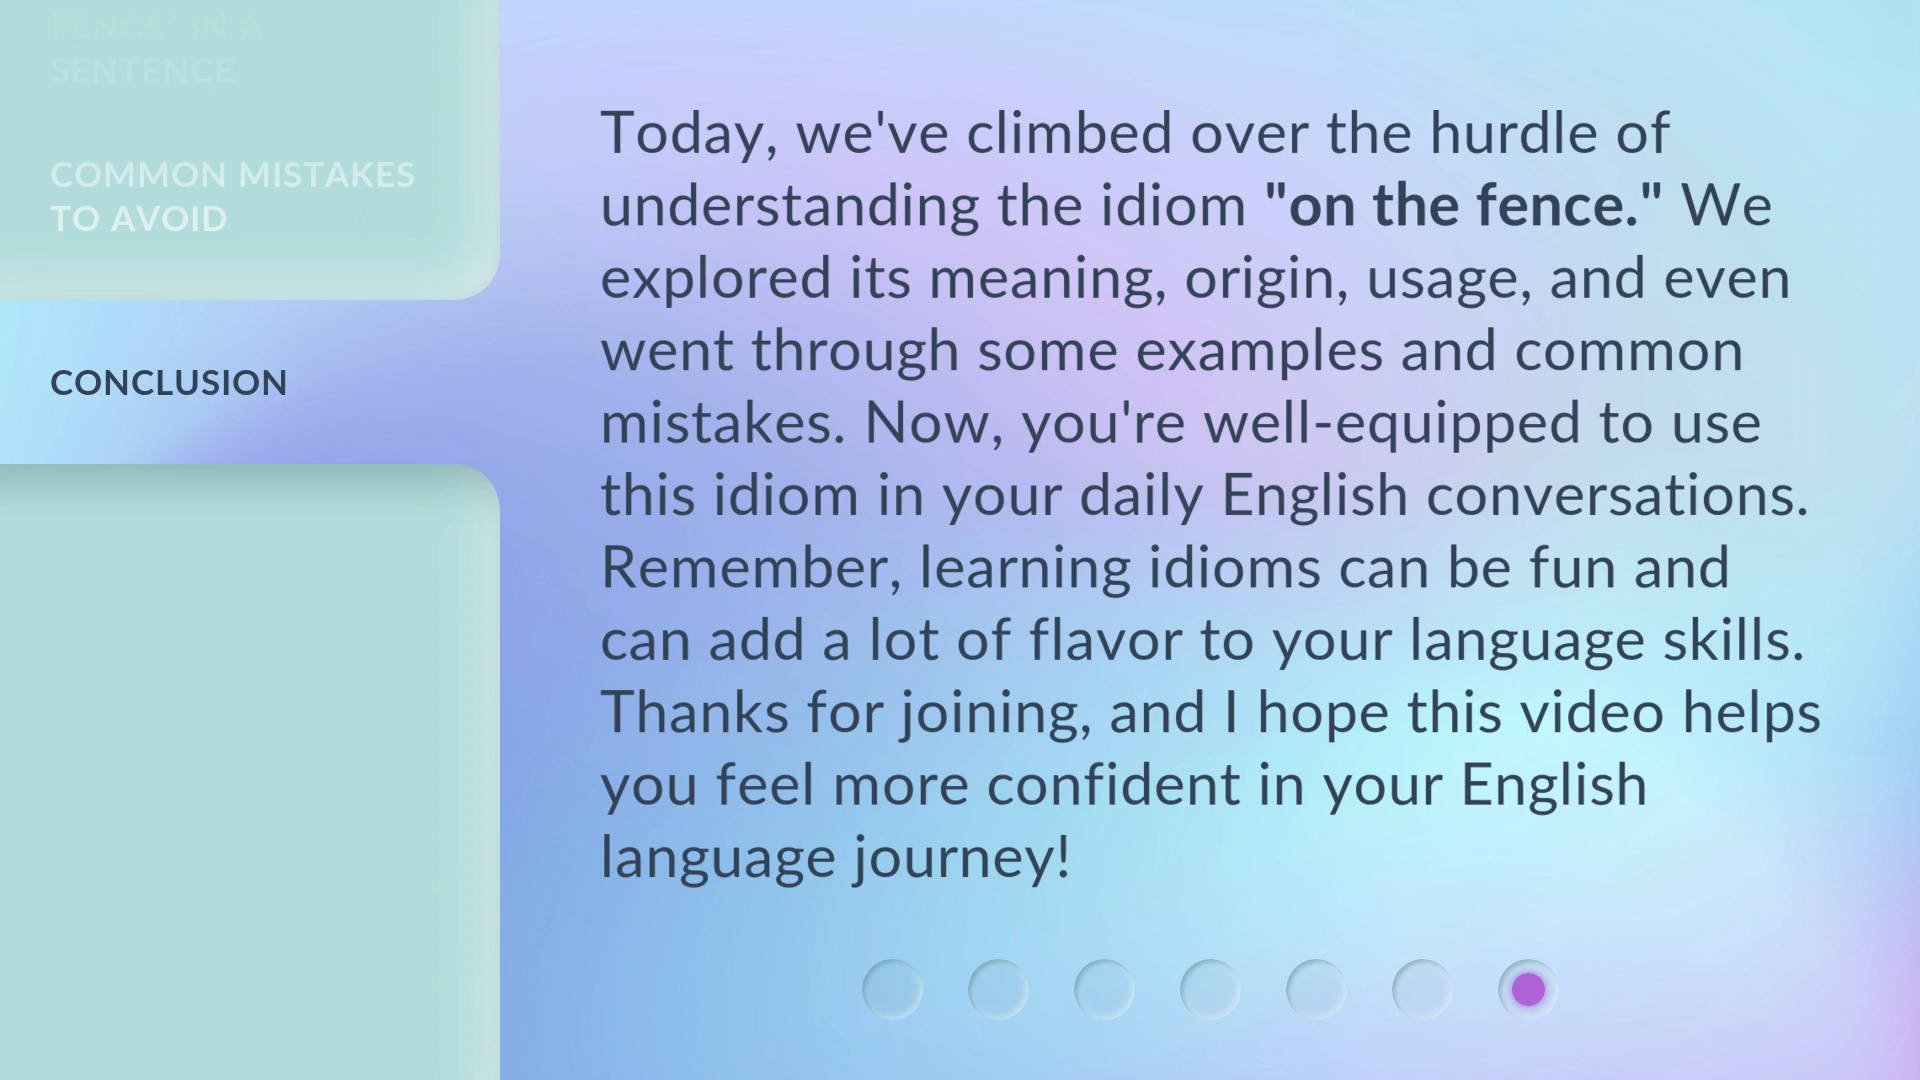 FENCE" IN A
SENTENCE
COMMON MISTAKES
TO AVOID
CONCLUSION
Today, we've climbed over the hurdle of
understanding the idiom "on the fence." We
explored its meaning, origin, usage, and even
went through some examples and common
mistakes. Now, you're well-equipped to use
this idiom in your daily English conversations.
Remember, learning idioms can be fun and
can add a lot of flavor to your language skills.
Thanks for joining, and I hope this video helps
you feel more confident in your English
language journey!